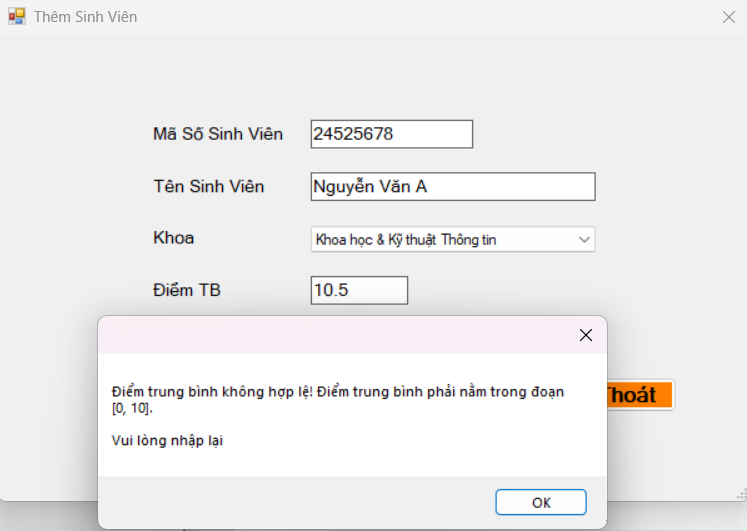 Thêm Sinh Viên
Mã Số Sinh Viên 24525678
Tên Sinh Viên Nguyễn Văn A
Khoa Khoa học & Kỹ thuật Thông tin
Điểm TB 10.5
Điểm trung bình không hợp lệ! Điểm trung bình phải nằm trong đoạn
[0, 10].
Thoát
Vui lòng nhập lại
OK